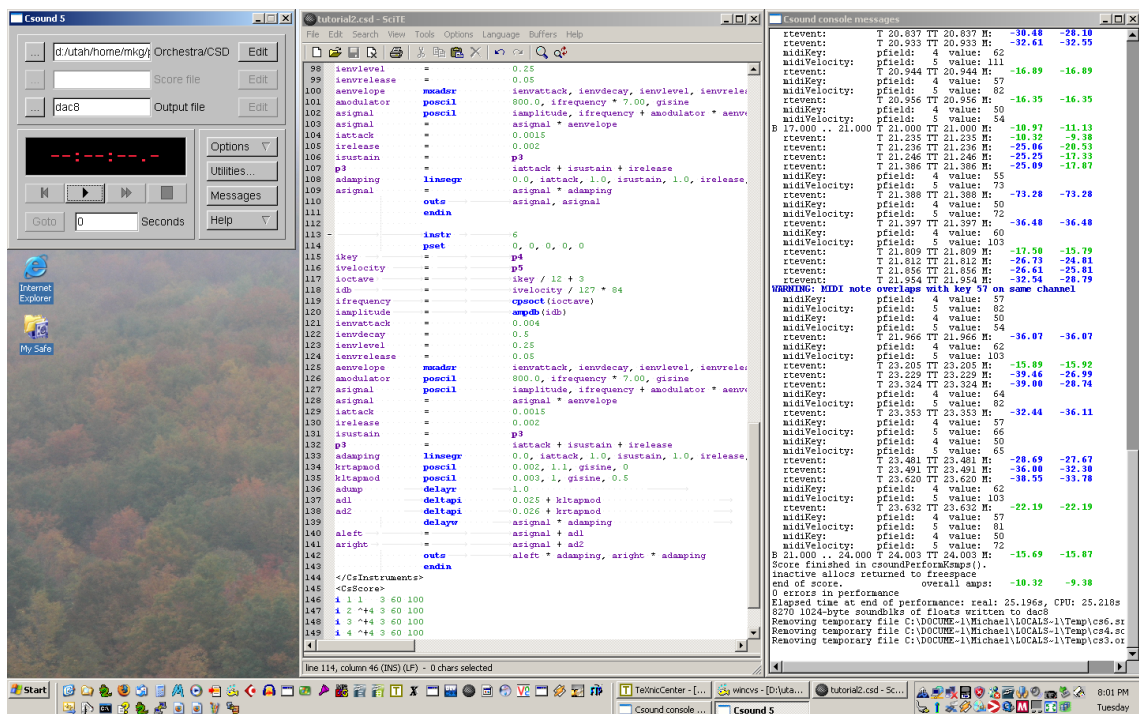 Csound 5
... d:/utah/home/mkg/p Orchestra/CSD Edit
... Score file Edit
... dac8 Output file Edit
--:--:--.-
Options
Utilities...
Messages
Goto 0 Seconds
Help
Internet
Explorer
My Safe
tutorial2.csd - SciTE
File Edit Search View Tools Options Language Buffers Help
98 ienvlevel = 0.25
99 ienvrelease = 0.05
100 aenvelope mxadsr ienvattack, ienvdecay, ienvlevel, ienvrelea
101 amodulator poscil 800.0, ifrequency * 7.00, gisine
102 asignal poscil iamplitude, ifrequency + amodulator * aenv
103 asignal = asignal * aenvelope
104 iattack = 0.0015
105 irelease = 0.002
106 isustain = p3
107 p3 = iattack + isustain + irelease
108 adamping linsegr 0.0, iattack, 1.0, isustain, 1.0, irelease,
109 asignal = asignal * adamping
110 outs asignal, asignal
111 endin
112
113 - instr 6
114 pset 0, 0, 0, 0, 0
115 ikey = p4
116 ivelocity = p5
117 ioctave = ikey / 12 + 3
118 idb = ivelocity / 127 * 84
119 ifrequency = cpsoct(ioctave)
120 iamplitude = ampdb(idb)
121 ienvattack = 0.004
122 ienvdecay = 0.5
123 ienvlevel = 0.25
124 ienvrelease = 0.05
125 aenvelope mxadsr ienvattack, ienvdecay, ienvlevel, ienvrelea
126 amodulator poscil 800.0, ifrequency * 7.00, gisine
127 asignal poscil iamplitude, ifrequency + amodulator * aenv
128 asignal = asignal * aenvelope
129 iattack = 0.0015
130 irelease = 0.002
131 isustain = p3
132 p3 = iattack + isustain + irelease
133 adamping linsegr 0.0, iattack, 1.0, isustain, 1.0, irelease,
134 krtapmod poscil 0.002, 1.1, gisine, 0
135 kltapmod poscil 0.003, 1, gisine, 0.5
136 adump delayr 1.0
137 ad1 deltapi 0.025 + kltapmod
138 ad2 deltapi 0.026 + krtapmod
139 delayw asignal * adamping
140 aleft = asignal + ad1
141 aright = asignal + ad2
142 outs aleft * adamping, aright * adamping
143 endin
144 </CsInstruments>
145 <CsScore>
146 i 1 1 3 60 100
147 i 2 ^+4 3 60 100
148 i 3 ^+4 3 60 100
149 i 4 ^+4 3 60 100
line 114, column 46 (INS) (LF) - 0 chars selected
Csound console messages
rtevent: T 20.837 TT 20.837 M: -30.48 -28.10
rtevent: T 20.933 TT 20.933 M: -32.61 -32.55
midiKey: pfield: 4 value: 62
midiVelocity: pfield: 5 value: 111
rtevent: T 20.944 TT 20.944 M: -16.89 -16.89
midiKey: pfield: 4 value: 57
midiVelocity: pfield: 5 value: 82
rtevent: T 20.956 TT 20.956 M: -16.35 -16.35
midiKey: pfield: 4 value: 50
midiVelocity: pfield: 5 value: 54
B 17.000 .. 21.000 T 21.000 TT 21.000 M: -10.97 -11.13
rtevent: T 21.235 TT 21.235 M: -10.32 -9.38
rtevent: T 21.236 TT 21.236 M: -25.06 -20.53
rtevent: T 21.246 TT 21.246 M: -25.25 -17.33
rtevent: T 21.386 TT 21.386 M: -25.09 -17.87
midiKey: pfield: 4 value: 55
midiVelocity: pfield: 5 value: 73
rtevent: T 21.388 TT 21.388 M: -73.28 -73.28
midiKey: pfield: 4 value: 50
midiVelocity: pfield: 5 value: 72
rtevent: T 21.397 TT 21.397 M: -36.48 -36.48
midiKey: pfield: 4 value: 60
midiVelocity: pfield: 5 value: 103
rtevent: T 21.809 TT 21.809 M: -17.50 -15.79
rtevent: T 21.812 TT 21.812 M: -26.73 -24.81
rtevent: T 21.856 TT 21.856 M: -26.61 -25.81
rtevent: T 21.954 TT 21.954 M: -32.54 -28.79
WARNING: MIDI note overlaps with key 57 on same channel
midiKey: pfield: 4 value: 57
midiVelocity: pfield: 5 value: 82
midiKey: pfield: 4 value: 50
midiVelocity: pfield: 5 value: 54
rtevent: T 21.966 TT 21.966 M: -36.07 -36.07
midiKey: pfield: 4 value: 62
midiVelocity: pfield: 5 value: 103
rtevent: T 23.205 TT 23.205 M: -15.89 -15.92
rtevent: T 23.229 TT 23.229 M: -39.46 -26.99
rtevent: T 23.324 TT 23.324 M: -39.00 -28.74
midiKey: pfield: 4 value: 64
midiVelocity: pfield: 5 value: 82
rtevent: T 23.353 TT 23.353 M: -32.44 -36.11
midiKey: pfield: 4 value: 57
midiVelocity: pfield: 5 value: 66
midiKey: pfield: 4 value: 50
midiVelocity: pfield: 5 value: 65
rtevent: T 23.481 TT 23.481 M: -28.69 -27.67
rtevent: T 23.491 TT 23.491 M: -36.00 -32.30
rtevent: T 23.620 TT 23.620 M: -38.55 -33.78
midiKey: pfield: 4 value: 62
midiVelocity: pfield: 5 value: 103
rtevent: T 23.632 TT 23.632 M: -22.19 -22.19
midiKey: pfield: 4 value: 57
midiVelocity: pfield: 5 value: 81
midiKey: pfield: 4 value: 50
midiVelocity: pfield: 5 value: 72
B 21.000 .. 24.000 T 24.003 TT 24.003 M: -15.69 -15.87
Score finished in csoundPerformKsmps().
inactive allocs returned to freespace
end of score. overall amps: -10.32 -9.38
0 errors in performance
Elapsed time at end of performance: real: 25.196s, CPU: 25.218s
8270 1024-byte soundblks of floats written to dac8
Removing temporary file C:\DOCUME~1\Michael\LOCALS~1\Temp\cs6.sr
Removing temporary file C:\DOCUME~1\Michael\LOCALS~1\Temp\cs4.sc
Removing temporary file C:\DOCUME~1\Michael\LOCALS~1\Temp\cs3.or
Start
TeXnicCenter - [...
wincvs - [D:\uta...
tutorial2.csd - Sc...
Csound console ...
Csound 5
8:01 PM
Tuesday